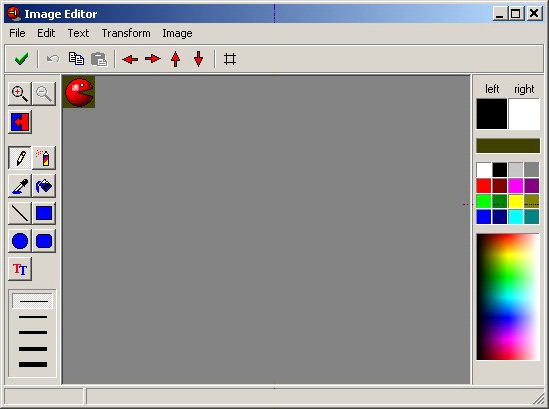 Image Editor
File Edit Text Transform Image
left right
TT